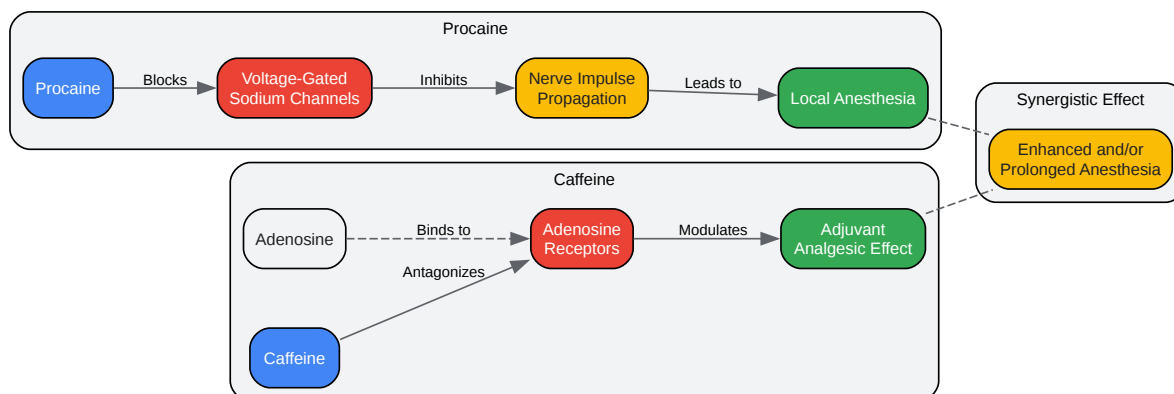 Procaine
Procaine
Blocks
Voltage-Gated
Sodium Channels
Inhibits
Nerve Impulse
Propagation
Leads to
Local Anesthesia
Synergistic Effect
Enhanced and/or
Prolonged Anesthesia
Caffeine
Adenosine
Binds to
Adenosine
Receptors
Modulates
Adjuvant
Analgesic Effect
Antagonizes
Caffeine